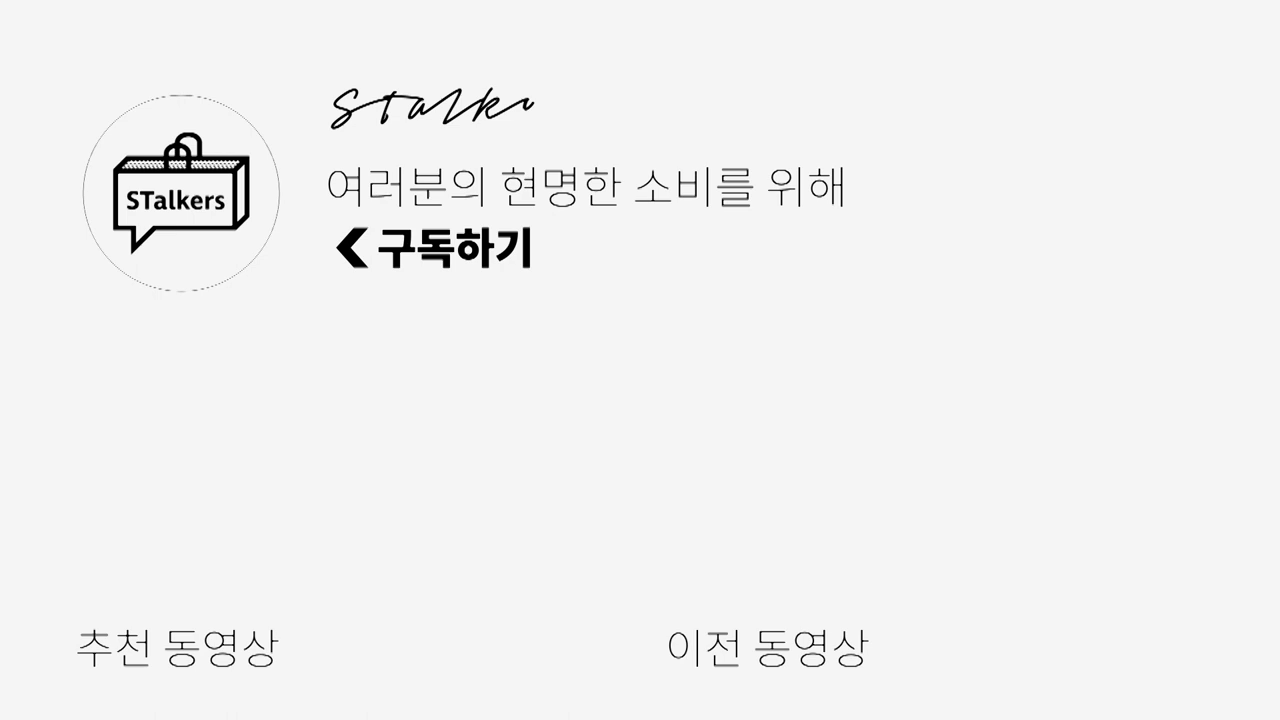 Stalke
STalkers
여러분의 현명한 소비를 위해
구독하기
추천 동영상
이전 동영상